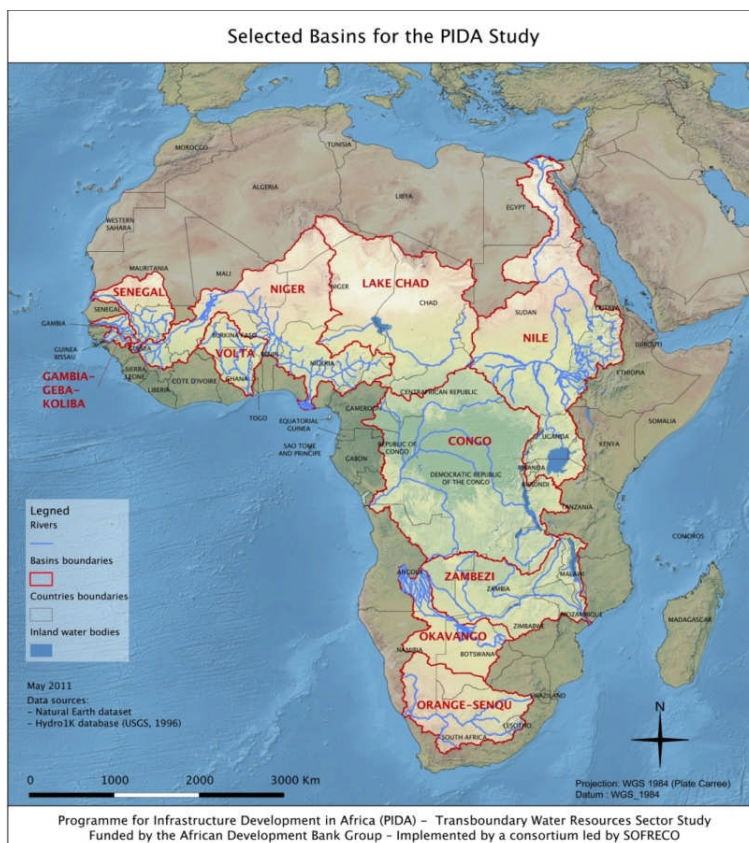 Selected Basins for the PIDA Study
MOROCCO
TUNISIA
ALGERIA
LIBYA
EGYPT
WESTERN
SAHARA
MAURITANIA
MALI
NIGER
NIGER
LAKE CHAD
CHAD
SUDAN
ERITREA
SENEGAL
SENEGAL
GAMBIA
GUINEA
BISSAU
GUINEA
BURKINA FASO
VOLTA
BENIN
NIGERIA
NILE
DJIBOUTI
ETHIOPIA
SIERRA
LEONE
LIBERIA
COTE D'IVOIRE
GHANA
GAMBIA-
GEBA-
KOLIBA
TOGO
CENTRAFRICAN REPUBLIC
CAMEROON
EQUATORIAL
GUINEA
SOMALIA
SAO TOME
AND PRINCIPE
GABON
REPUBLIC OF
CONGO
CONGO
UGANDA
KENYA
DEMOCRATIC REPUBLIC
OF THE CONGO
RWANDA
BURUNDI
TANZANIA
COMOROS
ANGOLA
ZAMBEZI
ZAMBIA
MALAWI
MOZAMBIQUE
ZIMBABWE
MADAGASCAR
OKAVANGO
NAMIBIA
BOTSWANA
SWAZILAND
ORANGE-SENQU
LESOTHO
SOUTH AFRICA
Legned
Rivers
Basins boundaries
Countries boundaries
Inland water bodies
May 2011
Data sources:
- Natural Earth dataset
- Hydro1K database (USGS, 1996)
N
0 1000 2000 3000 Km
Projection: WGS 1984 (Plate Carree)
Datum : WGS_1984
Programme for Infrastructure Development in Africa (PIDA) - Transboundary Water Resources Sector Study
Funded by the African Development Bank Group - Implemented by a consortium led by SOFRECO